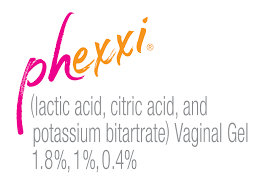 phexxi®
(lactic acid, citric acid, and
potassium bitartrate) Vaginal Gel
1.8%, 1%, 0.4%